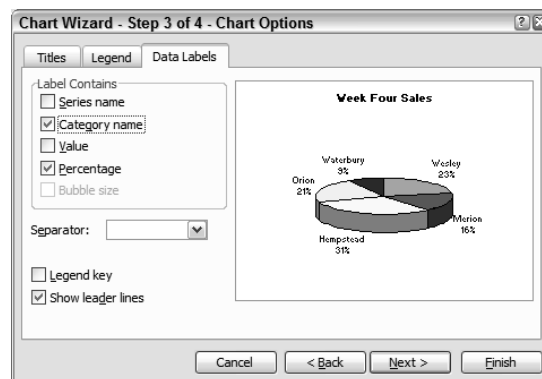 Chart Wizard - Step 3 of 4 - Chart Options
Titles
Legend
Data Labels
Label Contains
Series name
Category name
Value
Percentage
Bubble size
Separator:
Legend key
Show leader lines
Week Four Sales
Waterbury
9%
Wesley
23%
Orion
21%
Merion
16%
Hempstead
31%
Cancel
< Back
Next >
Finish